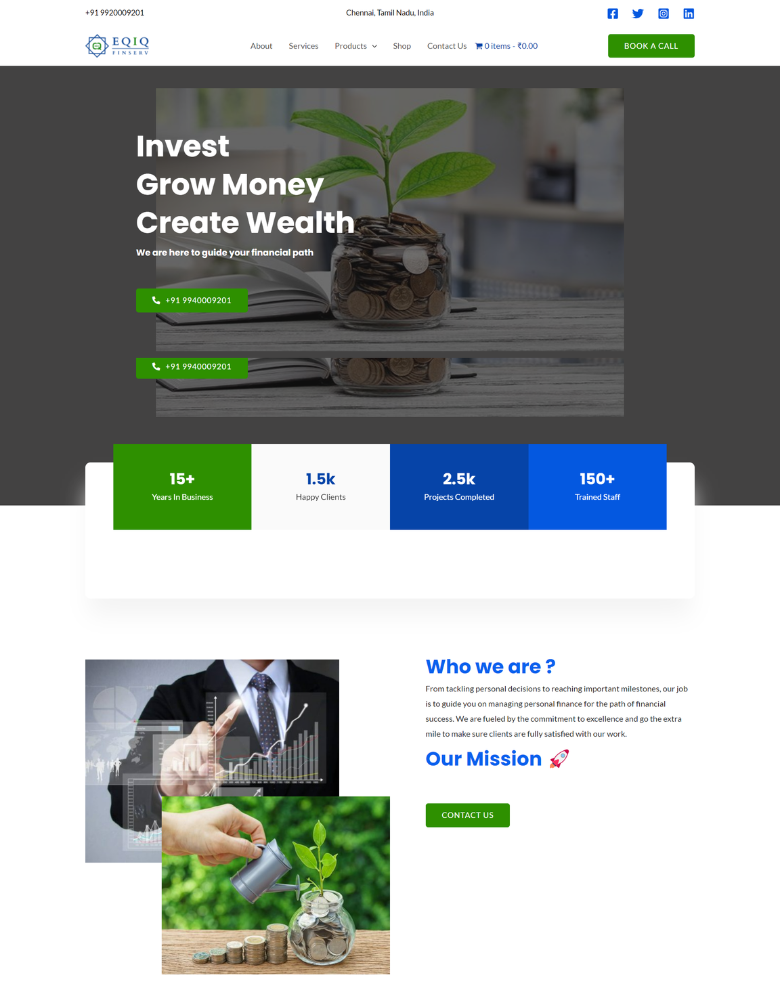 +91 9920009201
Chennai, Tamil Nadu, India
EQIQ
FINSERV
About
Services
Products
Shop
Contact Us
0 items - ₹0.00
BOOK A CALL
Invest
Grow Money
Create Wealth
We are here to guide your financial path
+91 9940009201
+91 9940009201
15+
Years In Business
1.5k
Happy Clients
2.5k
Projects Completed
150+
Trained Staff
Who we are ?
From tackling personal decisions to reaching important milestones, our job
is to guide you on managing personal finance for the path of financial
success. We are fueled by the commitment to excellence and go the extra
mile to make sure clients are fully satisfied with our work.
Our Mission 🚀
CONTACT US